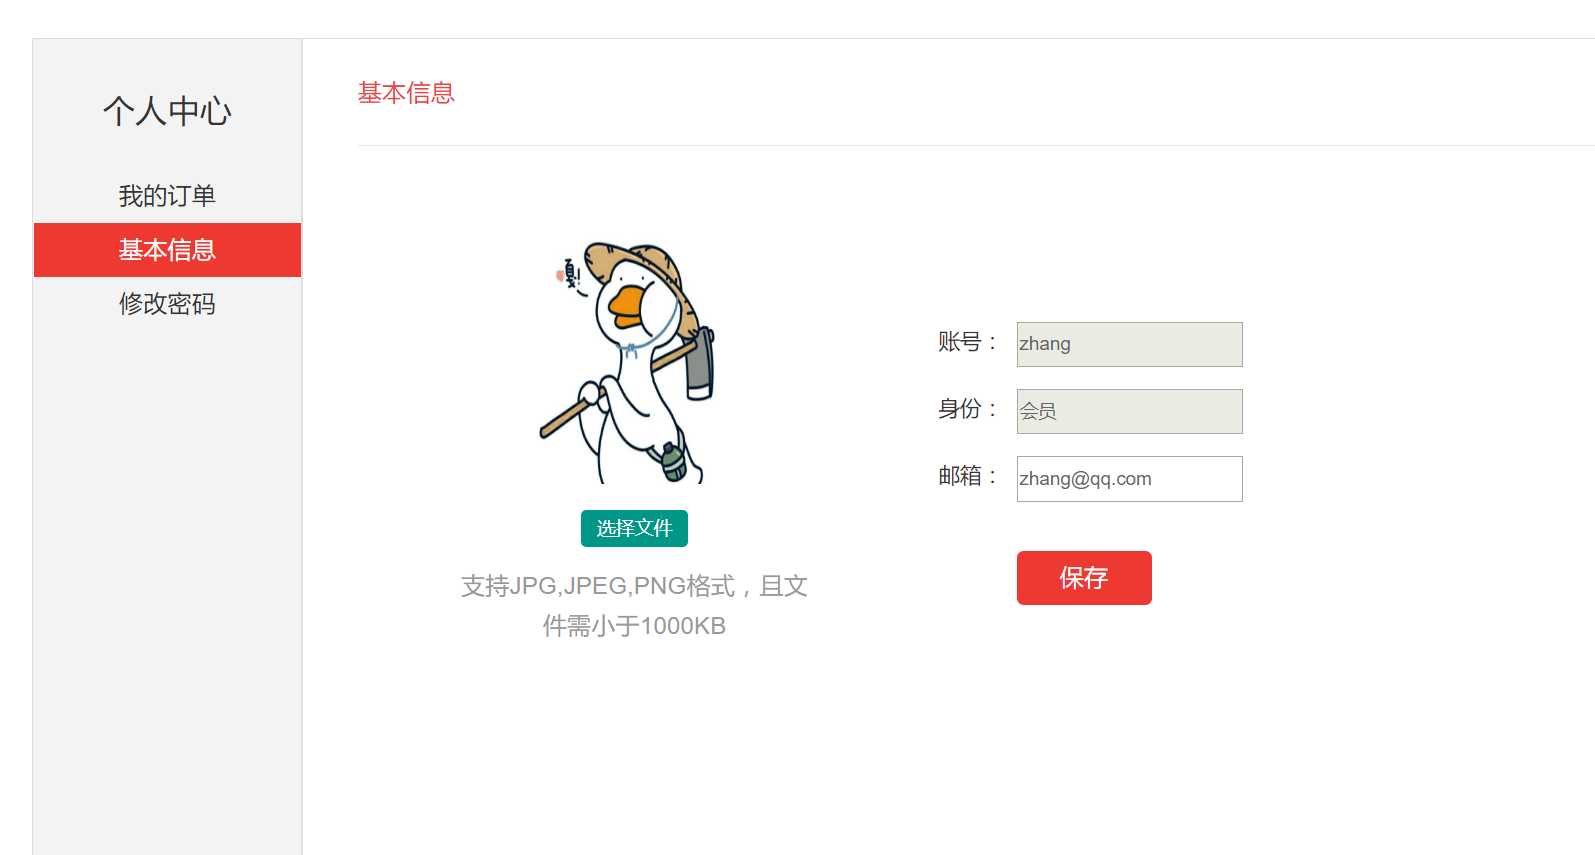 个人中心
我的订单
基本信息
修改密码
基本信息
戛!
选择文件
支持JPG,JPEG,PNG格式，且文
件需小于1000KB
账号：zhang
身份：会员
邮箱：zhang@qq.com
保存